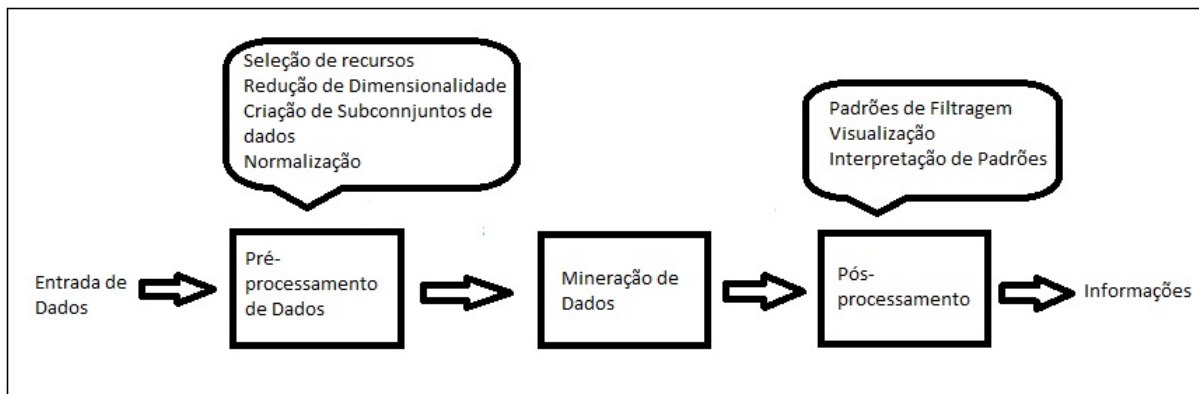 Seleção de recursos
Redução de Dimensionalidade
Criação de Subconnjuntos de
dados
Normalização
Padrões de Filtragem
Visualização
Interpretação de Padrões
Entrada de
Dados
Pré-
processamento
de Dados
Mineração de
Dados
Pós-
processamento
Informações